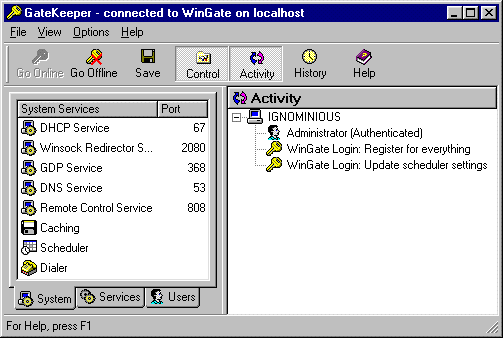 GateKeeper - connected to WinGate on localhost
File View Options Help
Go Online Go Offline Save Control Activity History Help
System Services Port
DHCP Service 67
Winsock Redirector S... 2080
GDP Service 368
DNS Service 53
Remote Control Service 808
Caching
Scheduler
Dialer
System Services Users
Activity
IGNOMINIOUS
Administrator (Authenticated)
WinGate Login: Register for everything
WinGate Login: Update scheduler settings
For Help, press F1